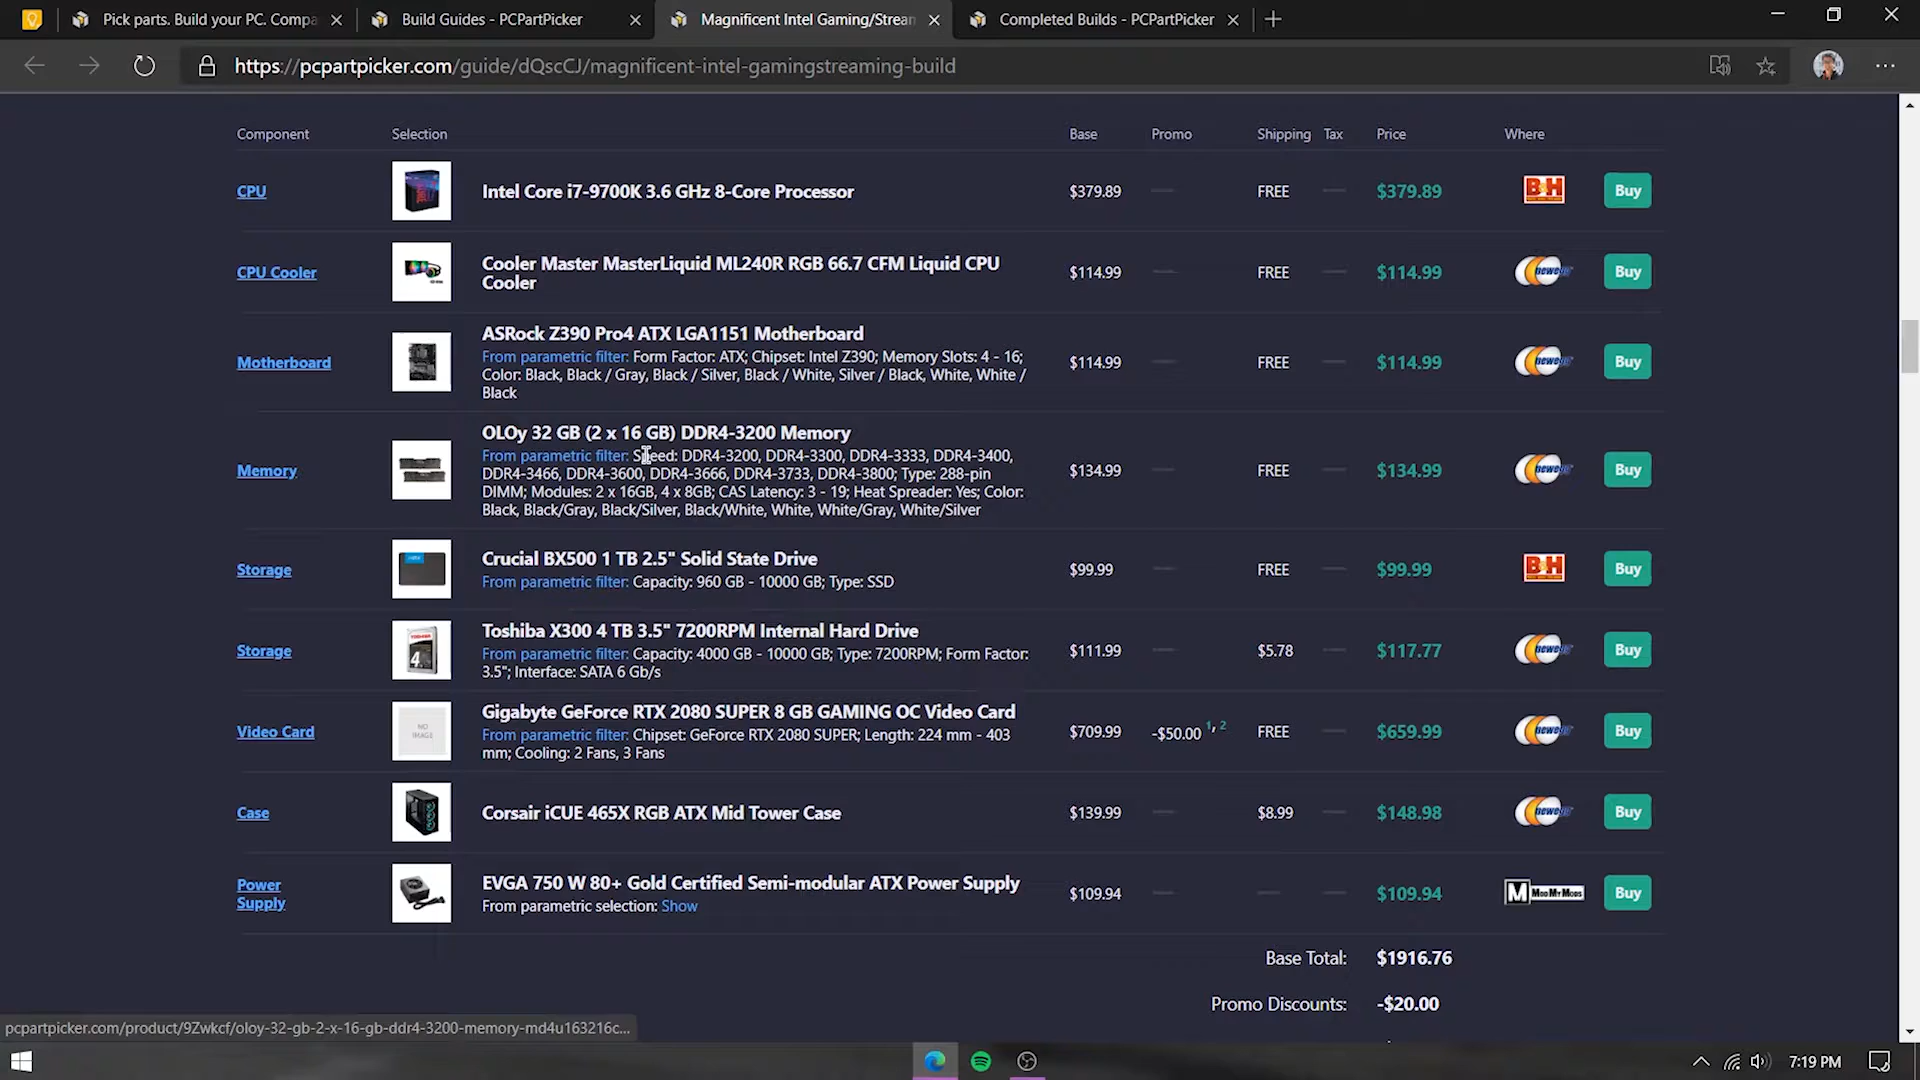 Pick parts. Build your PC. Compa
Build Guides - PCPartPicker
Magnificent Intel Gaming/Stream
Completed Builds - PCPartPicker
https://pcpartpicker.com/guide/dQscCJ/magnificent-intel-gamingstreaming-build
Component Selection Base Promo Shipping Tax Price Where
CPU Intel Core i7-9700K 3.6 GHz 8-Core Processor $379.89 FREE $379.89 B&H Buy
CPU Cooler Cooler Master MasterLiquid ML240R RGB 66.7 CFM Liquid CPU
Cooler $114.99 FREE $114.99 newegg Buy
ASRock Z390 Pro4 ATX LGA1151 Motherboard
From parametric filter: Form Factor: ATX; Chipset: Intel Z390; Memory Slots: 4 - 16;
Motherboard $114.99 FREE $114.99 newegg Buy
Color: Black, Black / Gray, Black / Silver, Black / White, Silver / Black, White, White /
Black
OLOy 32 GB (2 x 16 GB) DDR4-3200 Memory
From parametric filter: Speed: DDR4-3200, DDR4-3300, DDR4-3333, DDR4-3400,
Memory DDR4-3466, DDR4-3600, DDR4-3666, DDR4-3733, DDR4-3800; Type: 288-pin $134.99 FREE $134.99 newegg Buy
DIMM; Modules: 2 x 16GB, 4 x 8GB; CAS Latency: 3 - 19; Heat Spreader: Yes; Color:
Black, Black/Gray, Black/Silver, Black/White, White, White/Gray, White/Silver
Storage Crucial BX500 1 TB 2.5" Solid State Drive $99.99 FREE $99.99 B&H Buy
From parametric filter: Capacity: 960 GB - 10000 GB; Type: SSD
Toshiba X300 4 TB 3.5" 7200RPM Internal Hard Drive
Storage From parametric filter: Capacity: 4000 GB - 10000 GB; Type: 7200RPM; Form Factor: $111.99 $5.78 $117.77 newegg Buy
3.5"; Interface: SATA 6 Gb/s
Gigabyte GeForce RTX 2080 SUPER 8 GB GAMING OC Video Card
Video Card NO IMAGE From parametric filter: Chipset: GeForce RTX 2080 SUPER; Length: 224 mm - 403 $709.99 -$50.00 1, 2 FREE $659.99 newegg Buy
mm; Cooling: 2 Fans, 3 Fans
Case Corsair iCUE 465X RGB ATX Mid Tower Case $139.99 $8.99 $148.98 newegg Buy
Power
Supply EVGA 750 W 80+ Gold Certified Semi-modular ATX Power Supply $109.94 $109.94 M MODMYMODS Buy
From parametric selection: Show
Base Total: $1916.76
Promo Discounts: -$20.00
pcpartpicker.com/product/9Zwkcf/oloy-32-gb-2-x-16-gb-ddr4-3200-memory-md4u163216c...
7:19 PM